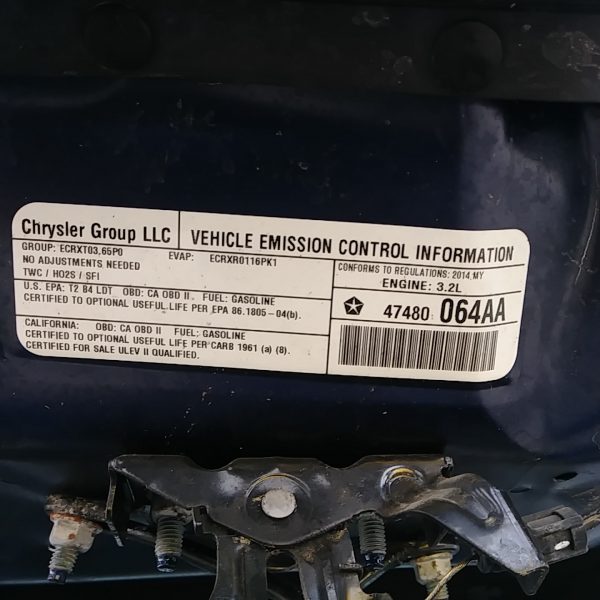 Chrysler Group LLC
VEHICLE EMISSION CONTROL INFORMATION
GROUP: ECRXT03,65P0 EVAP: ECRXR0116PK1
NO ADJUSTMENTS NEEDED
TWC / HO2S / SFI
CONFORMS TO REGULATIONS: 2014,MY
ENGINE: 3.2L
U.S. EPA: T2 B4 LDT OBD: CA OBD II FUEL: GASOLINE
CERTIFIED TO OPTIONAL USEFUL LIFE PER EPA 86.1805-04(b).
47480 064AA
CALIFORNIA: OBD: CA OBD II FUEL: GASOLINE
CERTIFIED TO OPTIONAL USEFUL LIFE PER CARB 1961 (a) (8).
CERTIFIED FOR SALE ULEV II QUALIFIED.